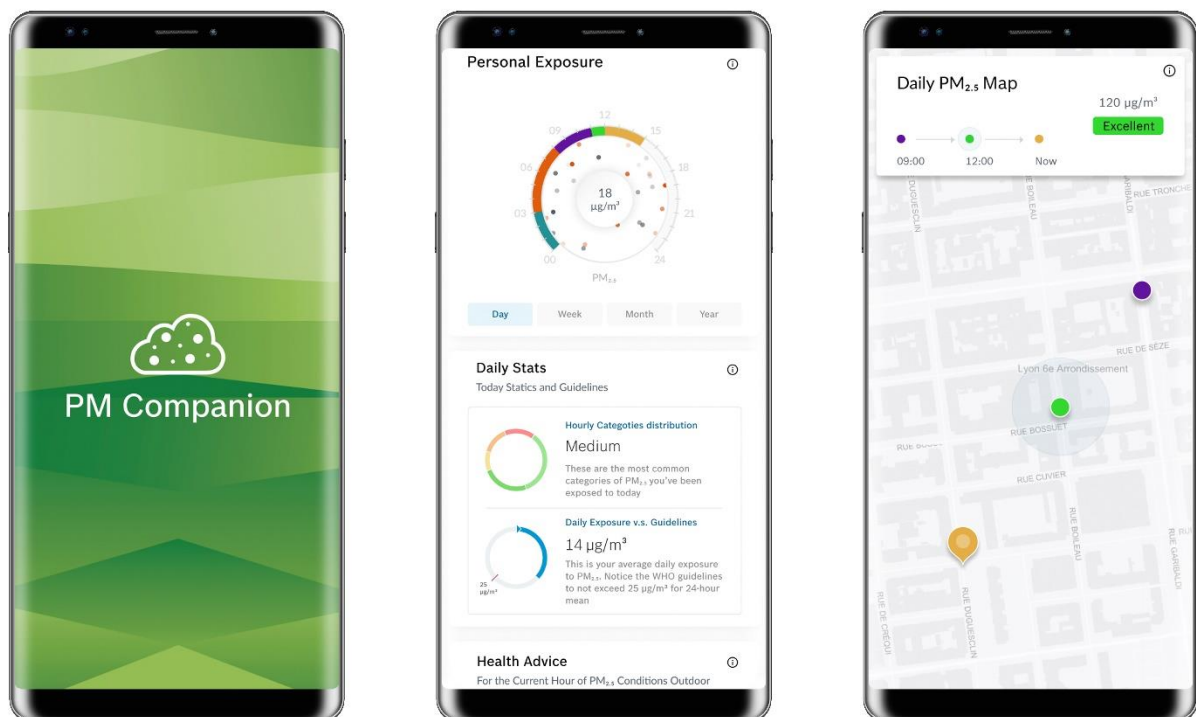 PM Companion
Personal Exposure
12
09
15
06
18
18
µg/m³
03
21
00
24
PM₂.₅
Day
Week
Month
Year
Daily Stats
Today Statics and Guidelines
Hourly Categoties distribution
Medium
These are the most common
categories of PM₂.₅ you've been
exposed to today
Daily Exposure v.s. Guidelines
14 µg/m³
This is your average daily exposure
to PM₂.₅. Notice the WHO guidelines
to not exceed 25 µg/m³ for 24-hour
mean
25
µg/m³
Health Advice
For the Current Hour of PM₂.₅ Conditions Outdoor
Daily PM₂.₅ Map
120 µg/m³
Excellent
09:00
12:00
Now
DUGUESCLIN
RUE BOILEAU
GARIBALDI
RUE TRONCHE
RUE DE SÈZE
Lyon 6e Arrondissement
RUE BOSSUET
RUE CUVIER
RUE BOILEAU
RUE GARIBALDI
RUE DUGUESCLIN
RUE DE CRÉQUI